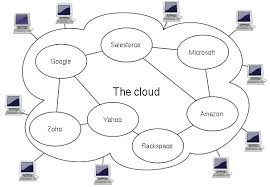 Salesforce
Microsoft
Google
The cloud
Amazon
Yahoo
Zoho
Rackspace